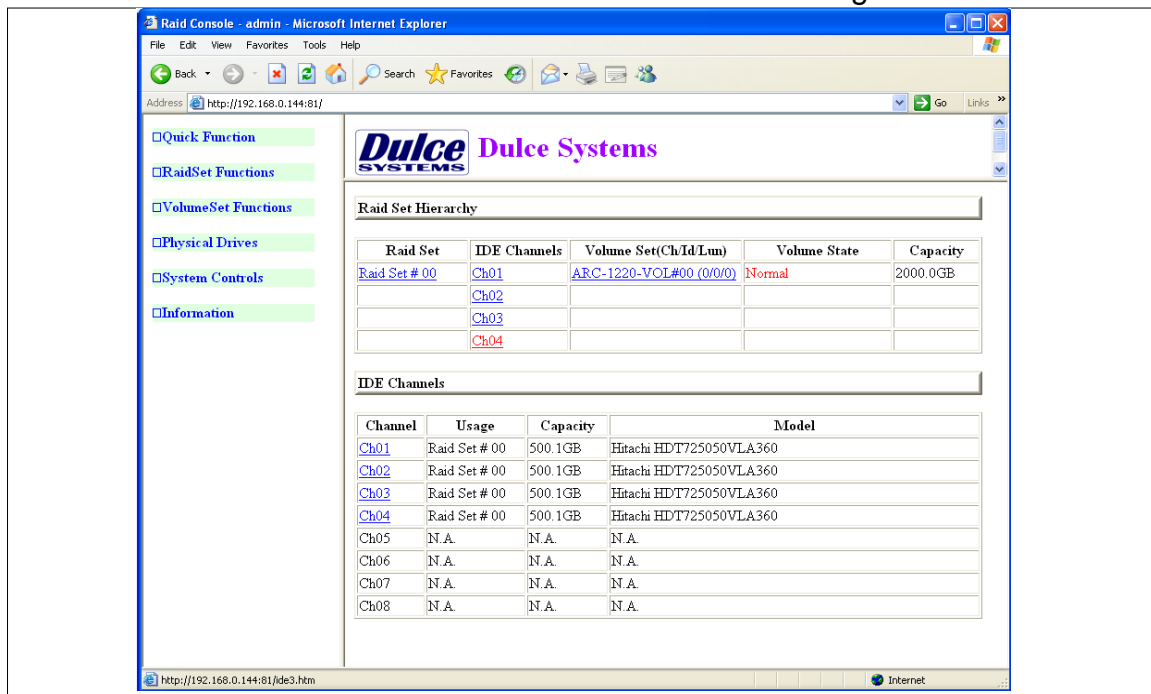 Raid Console - admin - Microsoft Internet Explorer
File Edit View Favorites Tools Help
Back Search Favorites
Address http://192.168.0.144:81/ Go Links »
Quick Function
RaidSet Functions
VolumeSet Functions
Physical Drives
System Controls
Information
Dulce SYSTEMS Dulce Systems
Raid Set Hierarchy
Raid Set IDE Channels Volume Set(Ch/Id/Lun) Volume State Capacity
Raid Set # 00 Ch01 ARC-1220-VOL#00 (0/0/0) Normal 2000.0GB
Ch02
Ch03
Ch04
IDE Channels
Channel Usage Capacity Model
Ch01 Raid Set # 00 500.1GB Hitachi HDT725050VLA360
Ch02 Raid Set # 00 500.1GB Hitachi HDT725050VLA360
Ch03 Raid Set # 00 500.1GB Hitachi HDT725050VLA360
Ch04 Raid Set # 00 500.1GB Hitachi HDT725050VLA360
Ch05 N.A. N.A. N.A.
Ch06 N.A. N.A. N.A.
Ch07 N.A. N.A. N.A.
Ch08 N.A. N.A. N.A.
http://192.168.0.144:81/ide3.htm Internet